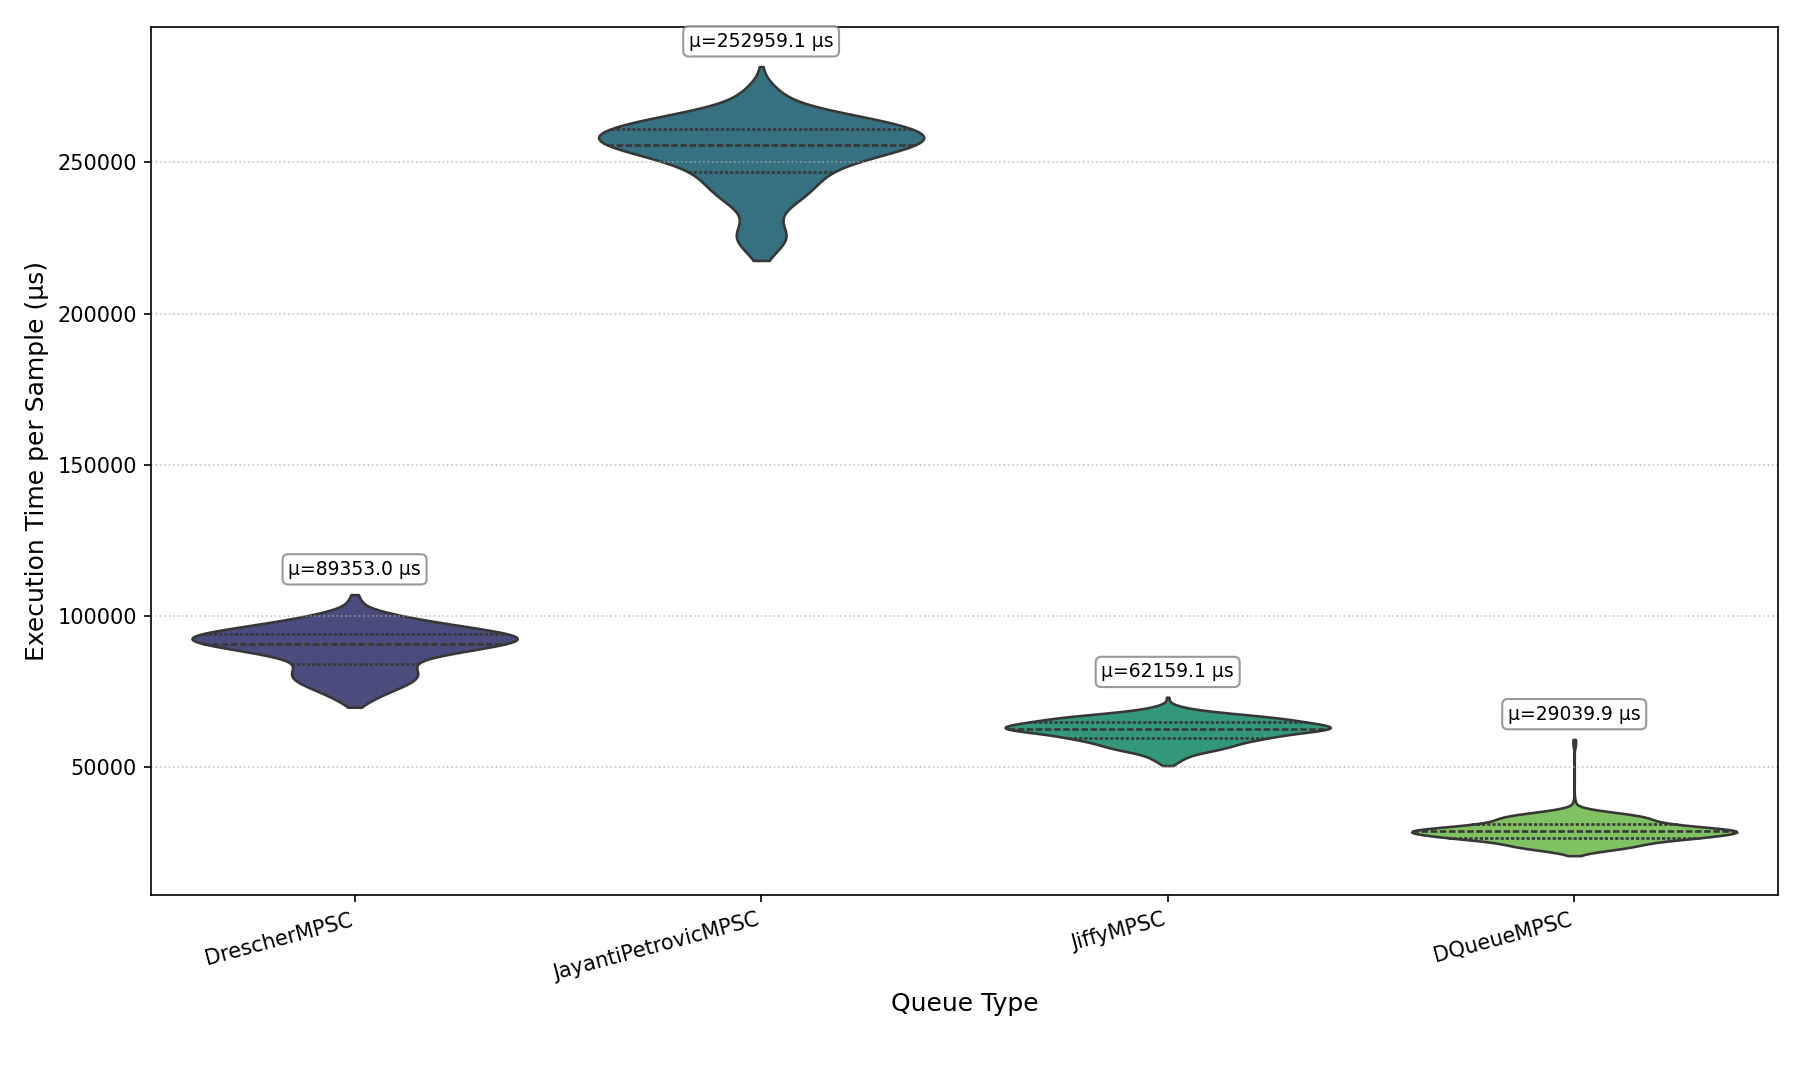 μ=252959.1 μs
μ=89353.0 μs
μ=62159.1 μs
μ=29039.9 μs
Execution Time per Sample (μs)
250000
200000
150000
100000
50000
DrescherMPSC
JayantiPetrovicMPSC
JiffyMPSC
DQueueMPSC
Queue Type